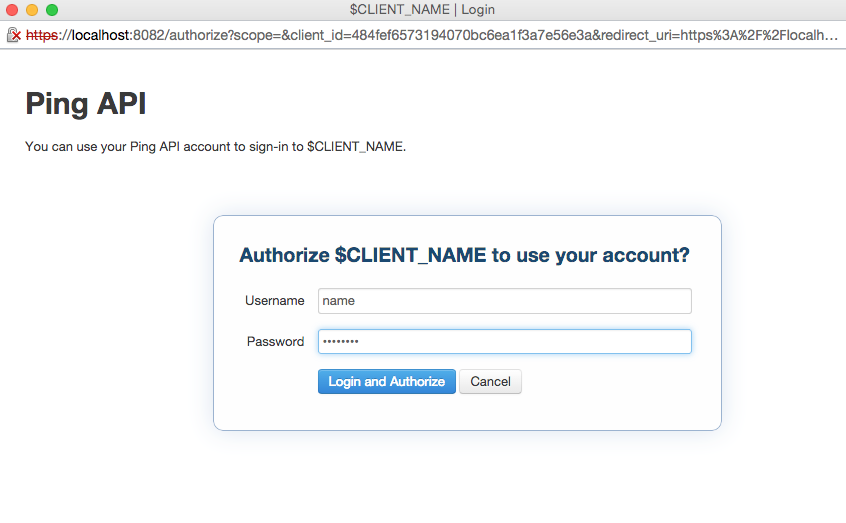 $CLIENT_NAME | Login
https://localhost:8082/authorize?scope=&client_id=484fef6573194070bc6ea1f3a7e56e3a&redirect_uri=https%3A%2F%2Flocalh...
Ping API
You can use your Ping API account to sign-in to $CLIENT_NAME.
Authorize $CLIENT_NAME to use your account?
Username name
Password ••••••••
Login and Authorize Cancel